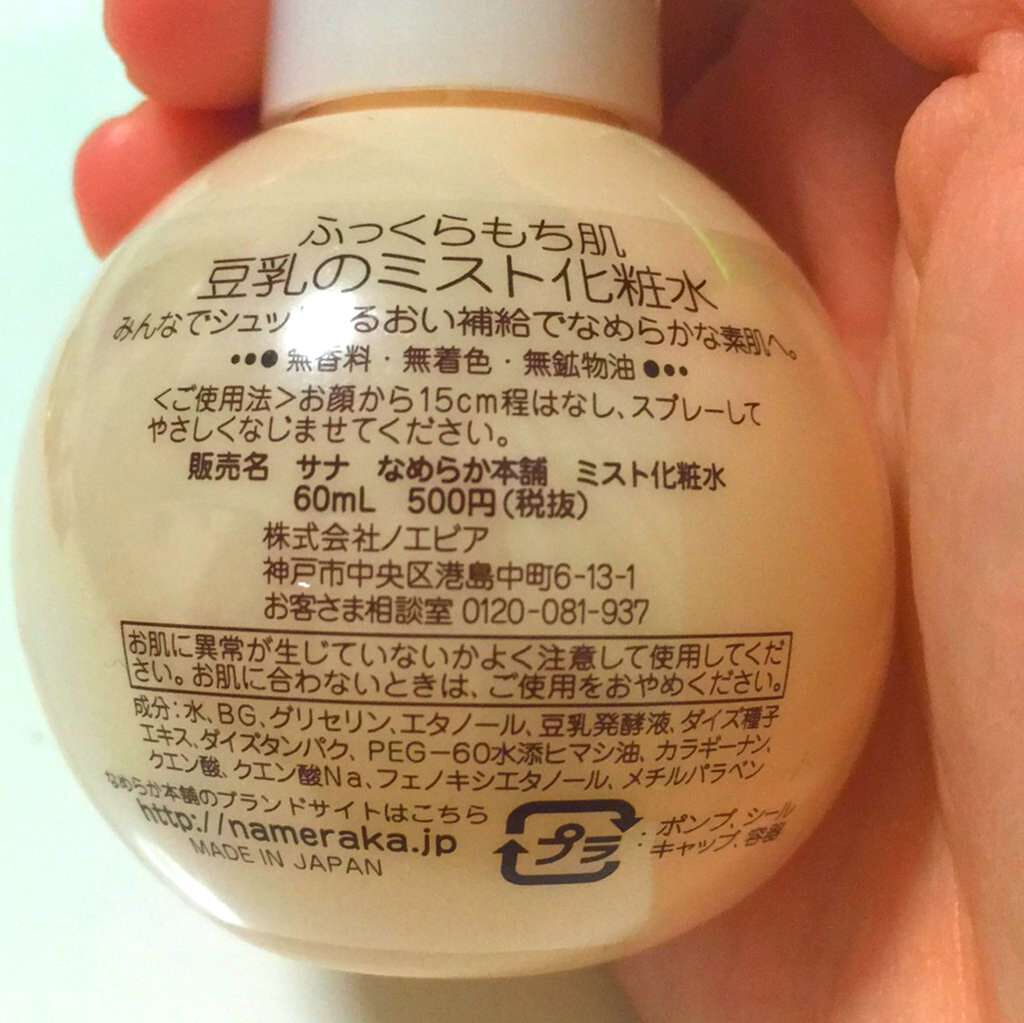 ふっくらもち肌
豆乳のミスト化粧水
みんなでシュッ るおい補給でなめらかな素肌へ。
●●●無香料・無着色・無鉱物油●●●
＜ご使用法＞お顔から15cm程はなし、スプレーして
やさしくなじませてください。
販売名 サナ なめらか本舗 ミスト化粧水
60mL 500円(税抜)
株式会社ノエビア
神戸市中央区港島中町6-13-1
お客さま相談室 0120-081-937
お肌に異常が生じていないかよく注意して使用してくだ
さい。お肌に合わないときは、ご使用をおやめください。
成分:水、BG、グリセリン、エタノール、豆乳発酵液、ダイズ種子
エキス、ダイズタンパク、PEG-60水添ヒマシ油、カラギーナン、
クエン酸、クエン酸Na、フェノキシエタノール、メチルパラベン
なめらか本舗のブランドサイトはこちら
http://nameraka.jp
MADE IN JAPAN
プラ
:ポンプ、シール
:キャップ、容器